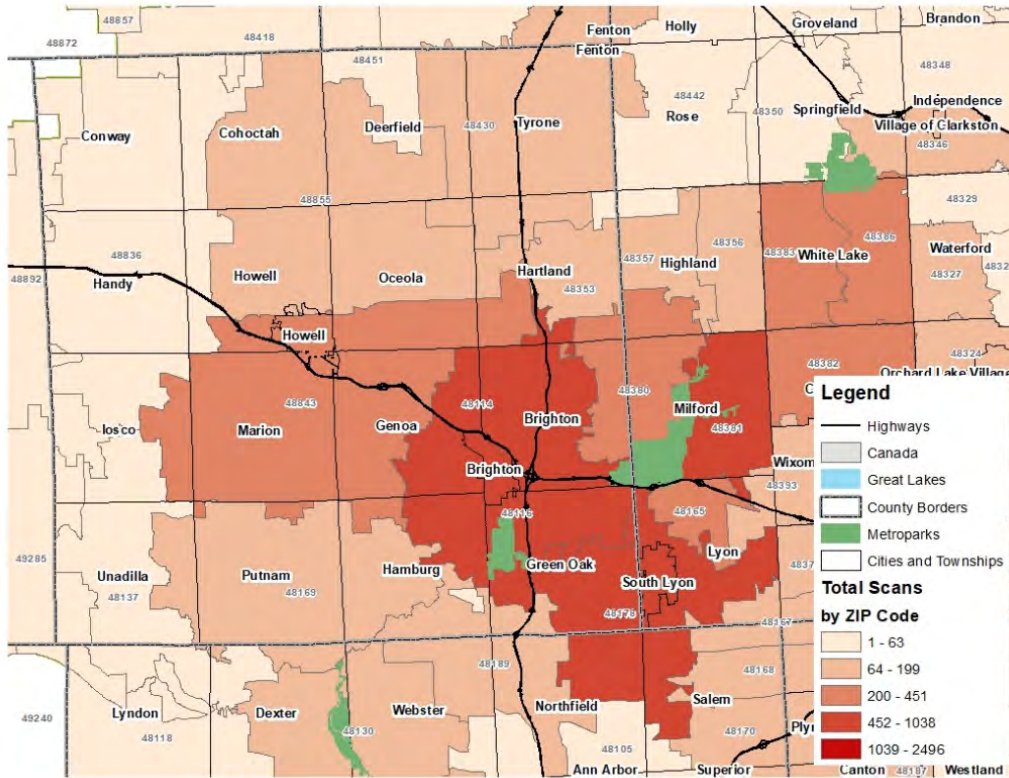 48857
Groveland
Brandon
48872
48418
Fenton
Holly
Fenton
48451
48348
48442
48350
Springfield
Independence
Rose
Village of Clarkston
Conway
Cohoctah
Deerfield
48430
Tyrone
48346
48855
48329
48836
48356
48383
48386
48892
Howell
Oceola
Hartland
48357
Highland
White Lake
Waterford
48327
Handy
48353
Howell
48382
48324
Orchard Lake Village
48380
48843
48114
Milford
Iosco
Marion
Genoa
Brighton
48381
Brighton
Wixom
48393
48116
48165
49285
Unadilla
Putnam
Hamburg
Green Oak
Lyon
48137
48169
South Lyon
48178
48167
48189
48168
49240
Lyndon
Dexter
Webster
Northfield
Salem
48118
48130
48170
48105
Ann Arbor
Superior
Canton
48187
Westland
Legend
Highways
Canada
Great Lakes
County Borders
Metroparks
Cities and Townships
Total Scans
by ZIP Code
1 - 63
64 - 199
200 - 451
452 - 1038
1039 - 2496